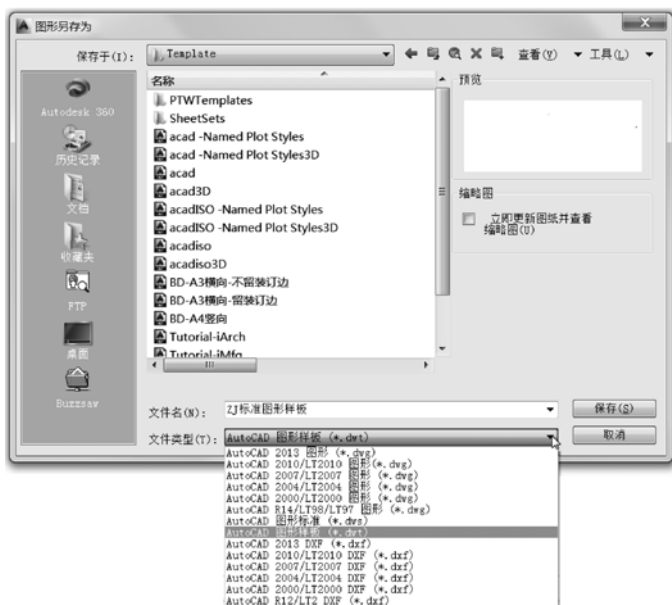 图形另存为
保存于(I):
Template
查看(V)
工具(L)
Autodesk 360
历史记录
文档
收藏夹
FTP
桌面
Buzzsaw
名称
PTWTemplates
SheetSets
acad -Named Plot Styles
acad -Named Plot Styles3D
acad
acad3D
acadISO -Named Plot Styles
acadISO -Named Plot Styles3D
acadiso
acadiso3D
BD-A3横向-不留装订边
BD-A3横向-留装订边
BD-A4竖向
Tutorial-iArch
Tutorial-iMfg
预览
缩略图
立即更新图纸并查看
缩略图(U)
文件名(N):
ZJ标准图形样板
保存(S)
文件类型(T):
AutoCAD 图形样板 (*.dwt)
取消
AutoCAD 2013 图形 (*.dwg)
AutoCAD 2010/LT2010 图形(*.dwg)
AutoCAD 2007/LT2007 图形 (*.dwg)
AutoCAD 2004/LT2004 图形 (*.dwg)
AutoCAD 2000/LT2000 图形 (*.dwg)
AutoCAD R14/LT98/LT97 图形 (*.dwg)
AutoCAD 图形标准 (*.dws)
AutoCAD 图形样板 (*.dwt)
AutoCAD 2013 DXF (*.dxf)
AutoCAD 2010/LT2010 DXF (*.dxf)
AutoCAD 2007/LT2007 DXF (*.dxf)
AutoCAD 2004/LT2004 DXF (*.dxf)
AutoCAD 2000/LT2000 DXF (*.dxf)
AutoCAD R12/LT2 DXF (*.dxf)